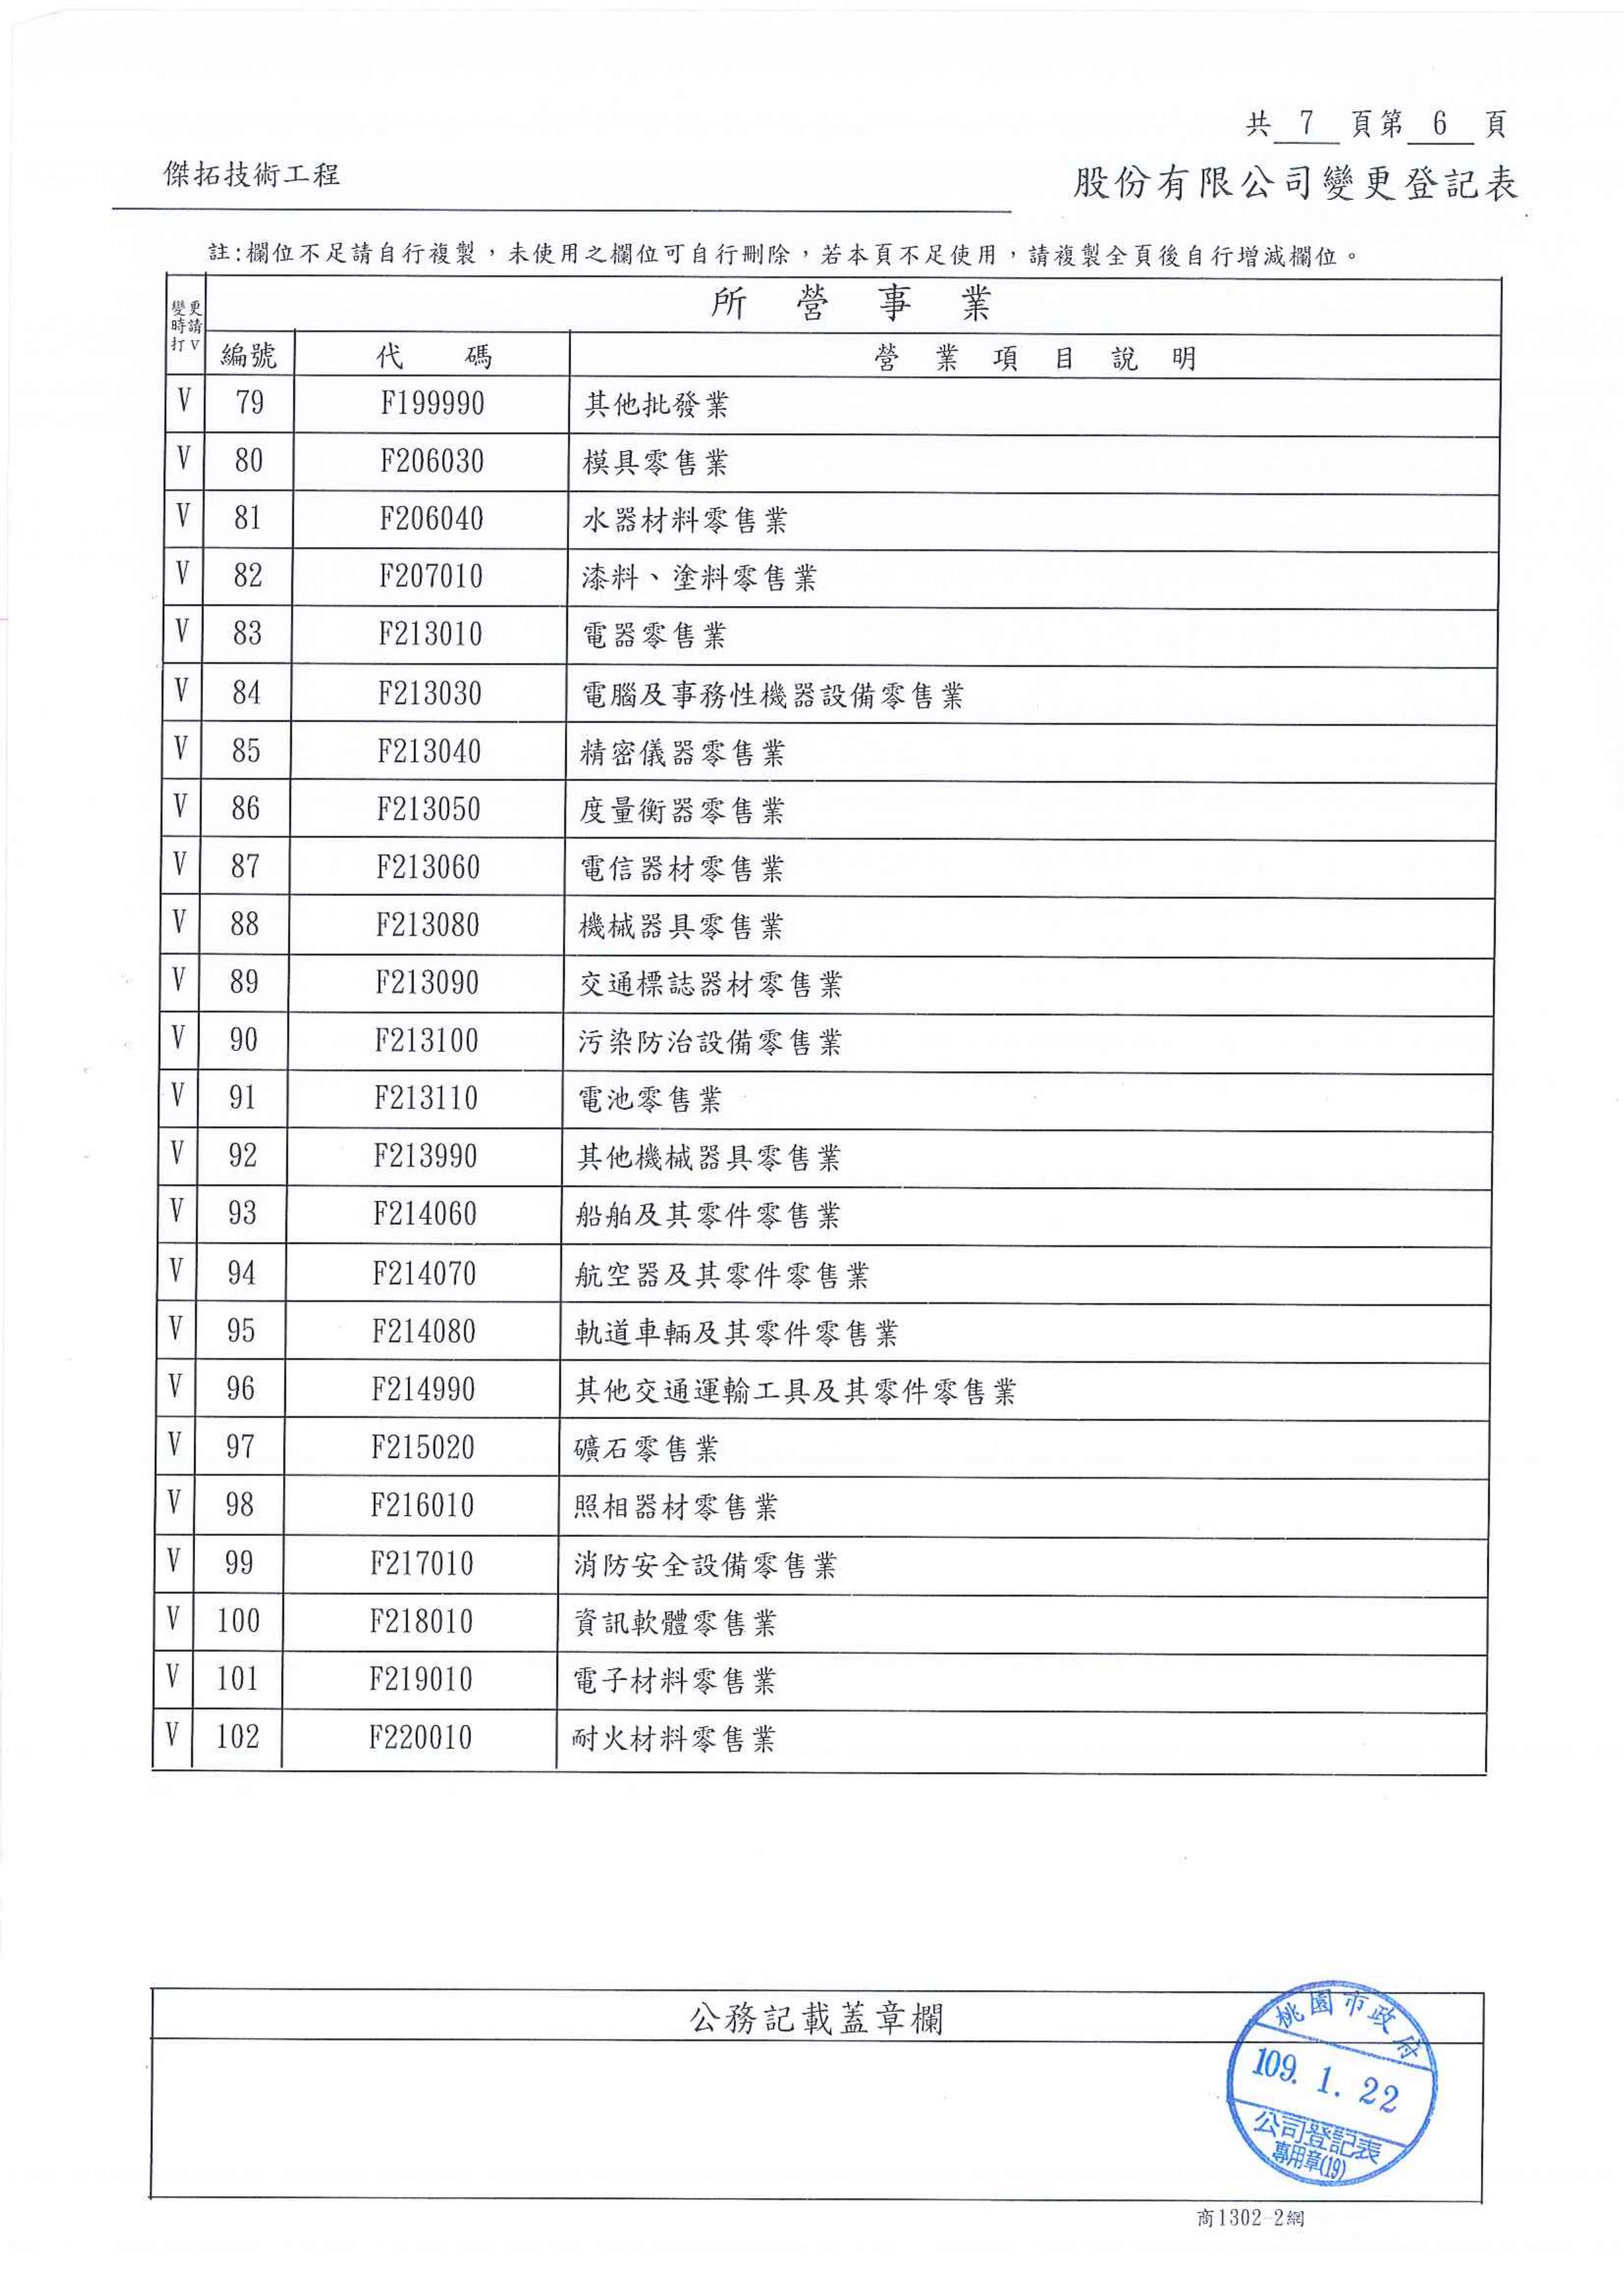 共 7 頁第 6 頁
傑拓技術工程 股份有限公司變更登記表
註:欄位不足請自行複製,未使用之欄位可自行刪除,若本頁不足使用,請複製全頁後自行增減欄位。
變更時請打V 所營事業
編號 代碼 營業項目說明
V 79 F199990 其他批發業
V 80 F206030 模具零售業
V 81 F206040 水器材料零售業
V 82 F207010 漆料、塗料零售業
V 83 F213010 電器零售業
V 84 F213030 電腦及事務性機器設備零售業
V 85 F213040 精密儀器零售業
V 86 F213050 度量衡器零售業
V 87 F213060 電信器材零售業
V 88 F213080 機械器具零售業
V 89 F213090 交通標誌器材零售業
V 90 F213100 污染防治設備零售業
V 91 F213110 電池零售業
V 92 F213990 其他機械器具零售業
V 93 F214060 船舶及其零件零售業
V 94 F214070 航空器及其零件零售業
V 95 F214080 軌道車輛及其零件零售業
V 96 F214990 其他交通運輸工具及其零件零售業
V 97 F215020 礦石零售業
V 98 F216010 照相器材零售業
V 99 F217010 消防安全設備零售業
V 100 F218010 資訊軟體零售業
V 101 F219010 電子材料零售業
V 102 F220010 耐火材料零售業
公務記載蓋章欄
桃園市政府
109. 1. 22
公司登記表
專用章(19)
商1302-2網